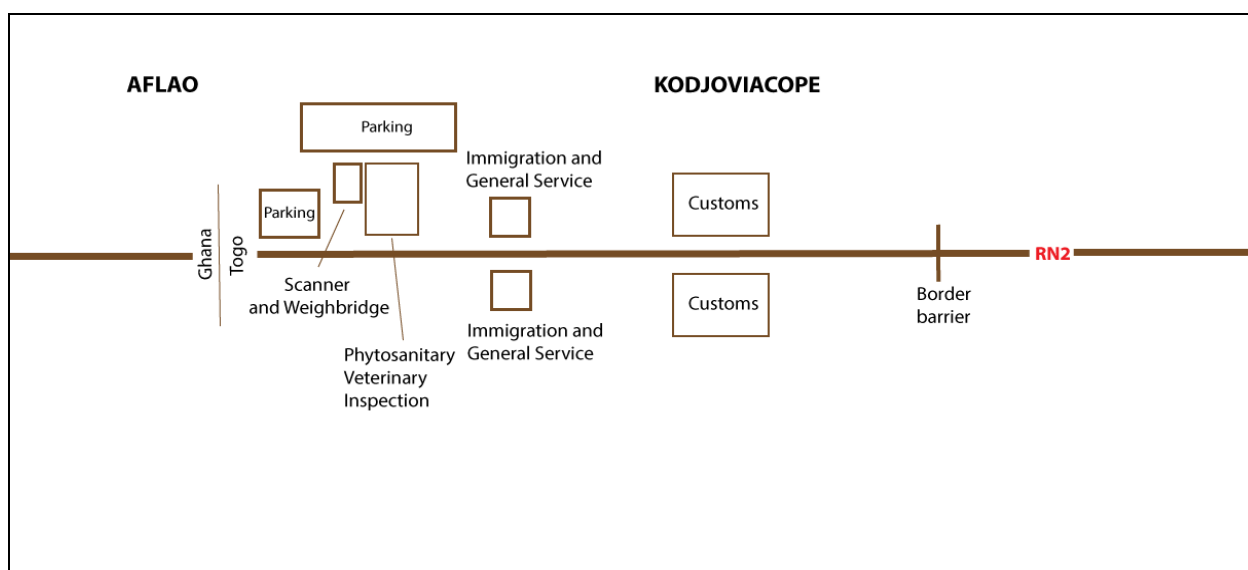 AFLAO
KODJOVIACOPE
Parking
Immigration and
General Service
Parking
Customs
Ghana
Togo
RN2
Scanner
and Weighbridge
Customs
Border
barrier
Immigration and
General Service
Phytosanitary
Veterinary
Inspection